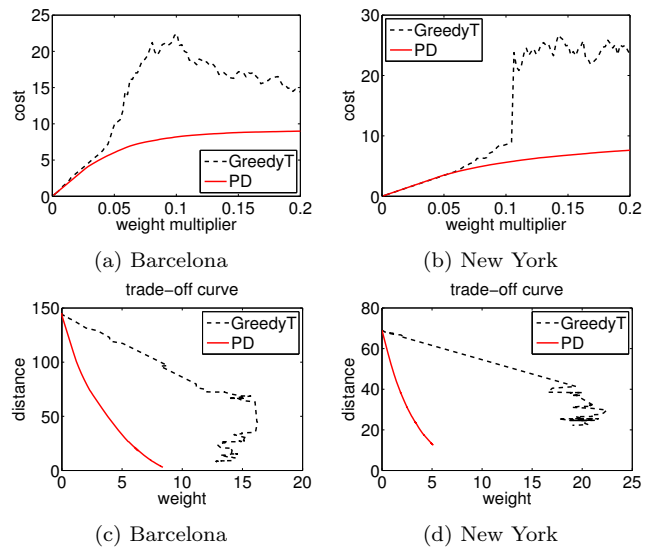 25
20
15
10
5
0
0
0.05
0.1
0.15
0.2
cost
weight multiplier
GreedyT
PD
(a) Barcelona
30
20
10
0
0
0.05
0.1
0.15
0.2
cost
weight multiplier
GreedyT
PD
(b) New York
trade-off curve
150
100
50
0
0
5
10
15
20
distance
weight
GreedyT
PD
(c) Barcelona
trade-off curve
80
60
40
20
0
0
5
10
15
20
25
distance
weight
GreedyT
PD
(d) New York